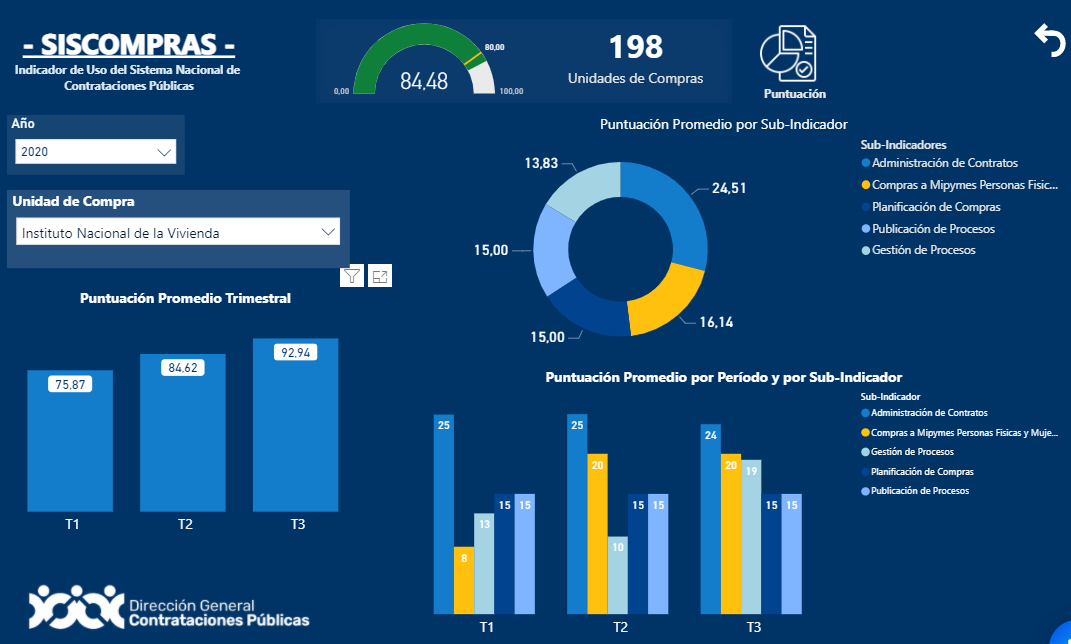 - SISCOMPRAS -
Indicador de Uso del Sistema Nacional de
Contrataciones Públicas
80,00
84,48
0,00
100,00
198
Unidades de Compras
Puntuación
Año
2020
Unidad de Compra
Instituto Nacional de la Vivienda
Puntuación Promedio Trimestral
75,87
84,62
92,94
T1
T2
T3
Puntuación Promedio por Sub-Indicador
13,83
24,51
15,00
15,00
16,14
Sub-Indicadores
Administración de Contratos
Compras a Mipymes Personas Fisic...
Planificación de Compras
Publicación de Procesos
Gestión de Procesos
Puntuación Promedio por Período y por Sub-Indicador
25
8
13
15
15
25
20
10
15
15
24
20
19
15
15
T1
T2
T3
Sub-Indicador
Administración de Contratos
Compras a Mipymes Personas Fisicas y Muje...
Gestión de Procesos
Planificación de Compras
Publicación de Procesos
Dirección General
Contrataciones Públicas